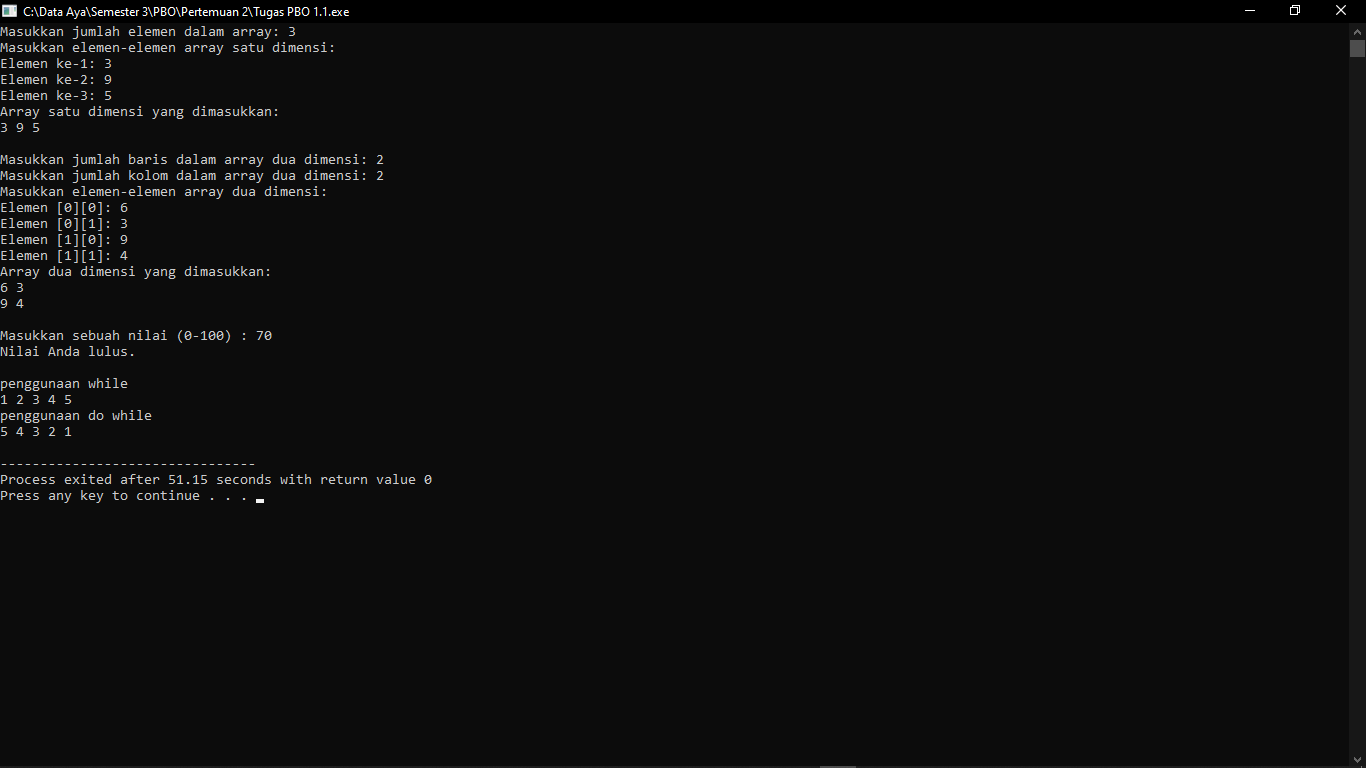 C:\Data Aya\Semester 3\PBO\Pertemuan 2\Tugas PBO 1.1.exe
Masukkan jumlah elemen dalam array: 3
Masukkan elemen-elemen array satu dimensi:
Elemen ke-1: 3
Elemen ke-2: 9
Elemen ke-3: 5
Array satu dimensi yang dimasukkan:
3 9 5
Masukkan jumlah baris dalam array dua dimensi: 2
Masukkan jumlah kolom dalam array dua dimensi: 2
Masukkan elemen-elemen array dua dimensi:
Elemen [0][0]: 6
Elemen [0][1]: 3
Elemen [1][0]: 9
Elemen [1][1]: 4
Array dua dimensi yang dimasukkan:
6 3
9 4
Masukkan sebuah nilai (0-100) : 70
Nilai Anda lulus.
penggunaan while
1 2 3 4 5
penggunaan do while
5 4 3 2 1
--------------------------------
Process exited after 51.15 seconds with return value 0
Press any key to continue . . .